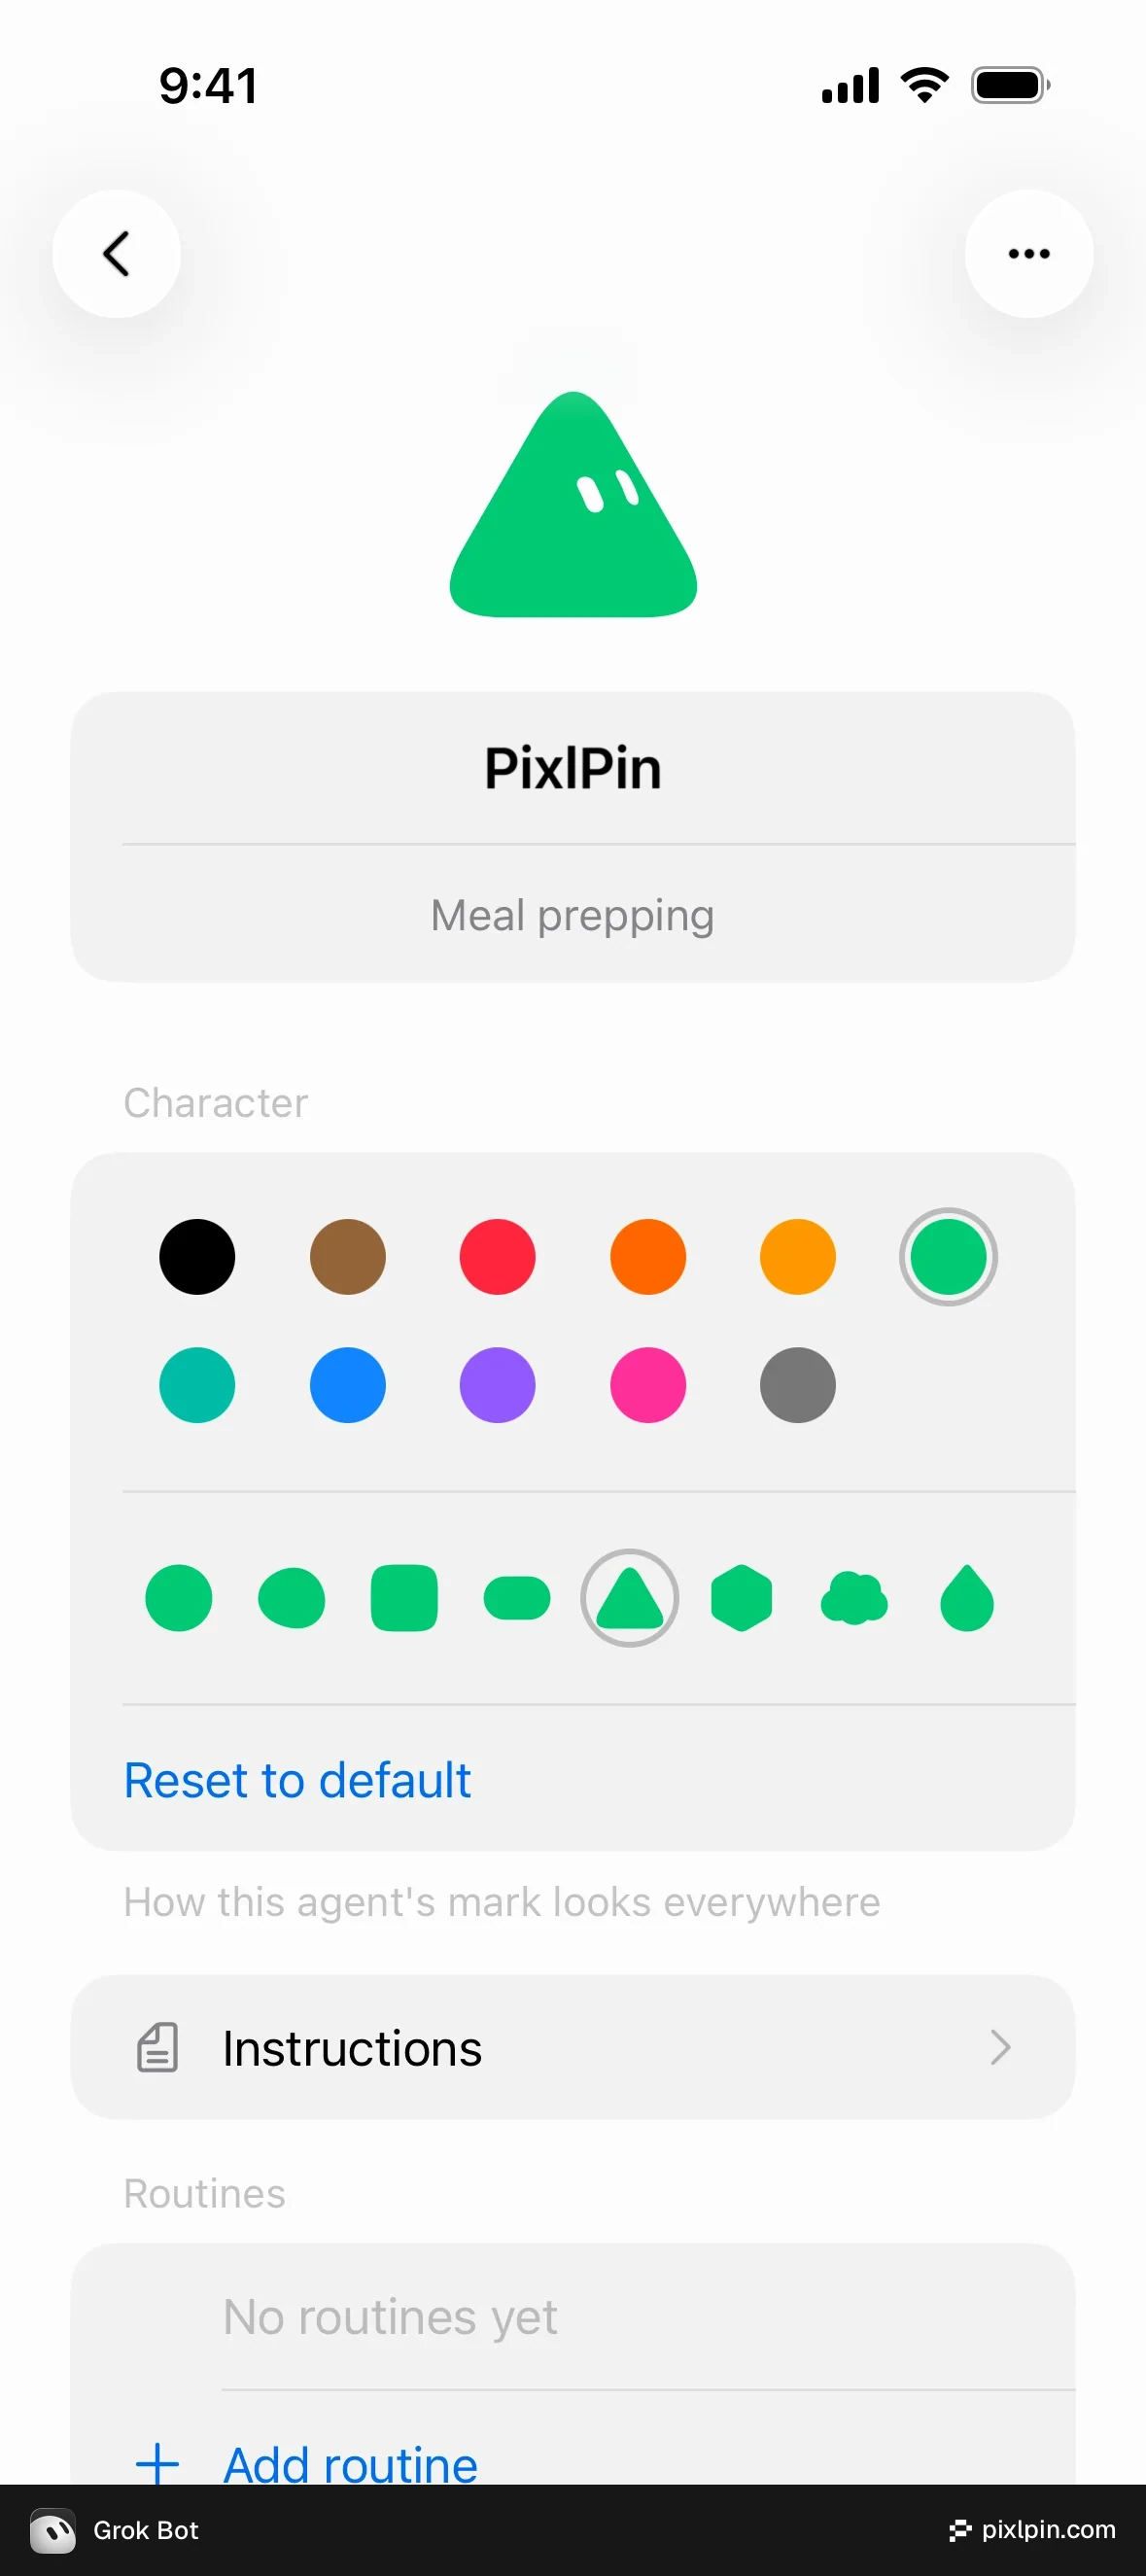 9:41
PixlPin
Meal prepping
Character
Reset to default
How this agent's mark looks everywhere
Instructions
Routines
No routines yet
Add routine
Grok Bot
pixlpin.com